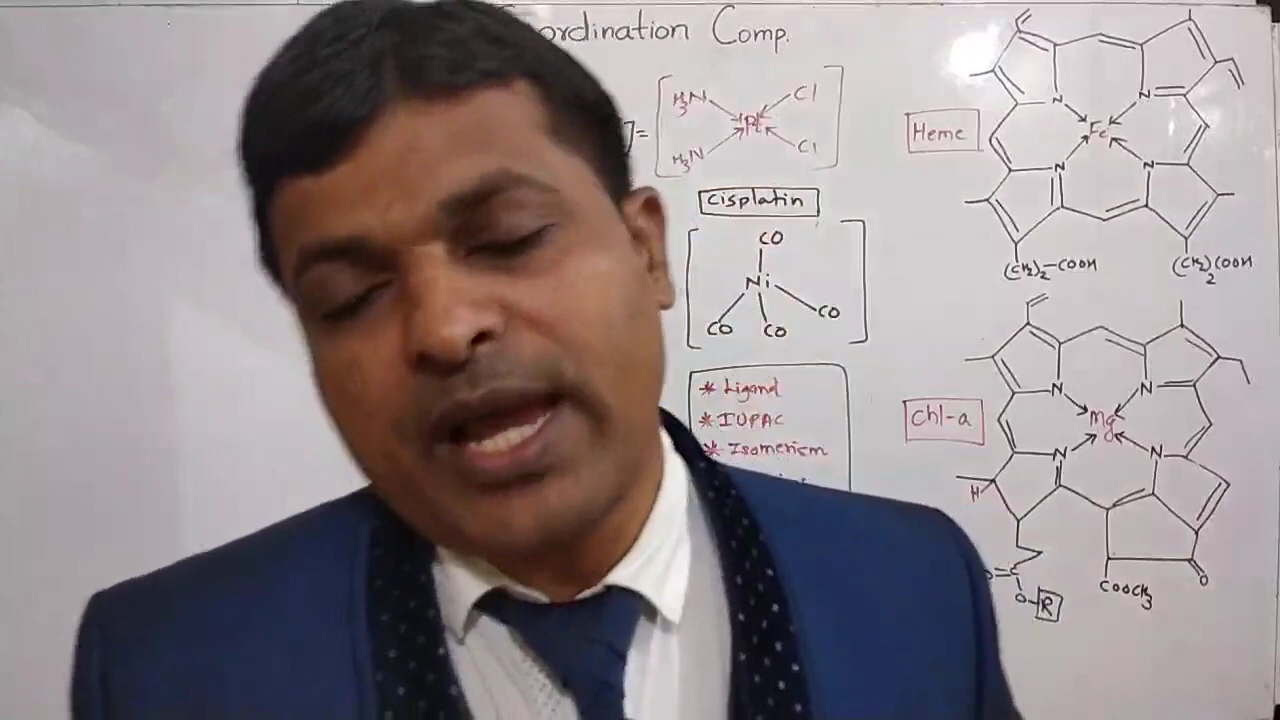 ordination Comp.
]=
H3N Cl
Pt
H3N Cl
Cisplatin
CO
Ni
CO CO CO
* Ligand
* IUPAC
* Isomerism
Heme
N N
Fe
N N
(CH2)2-COOH (CH2)2COOH
Chl-a
N N
Mg
N N
H
O
COOCH3
O-R
C
O